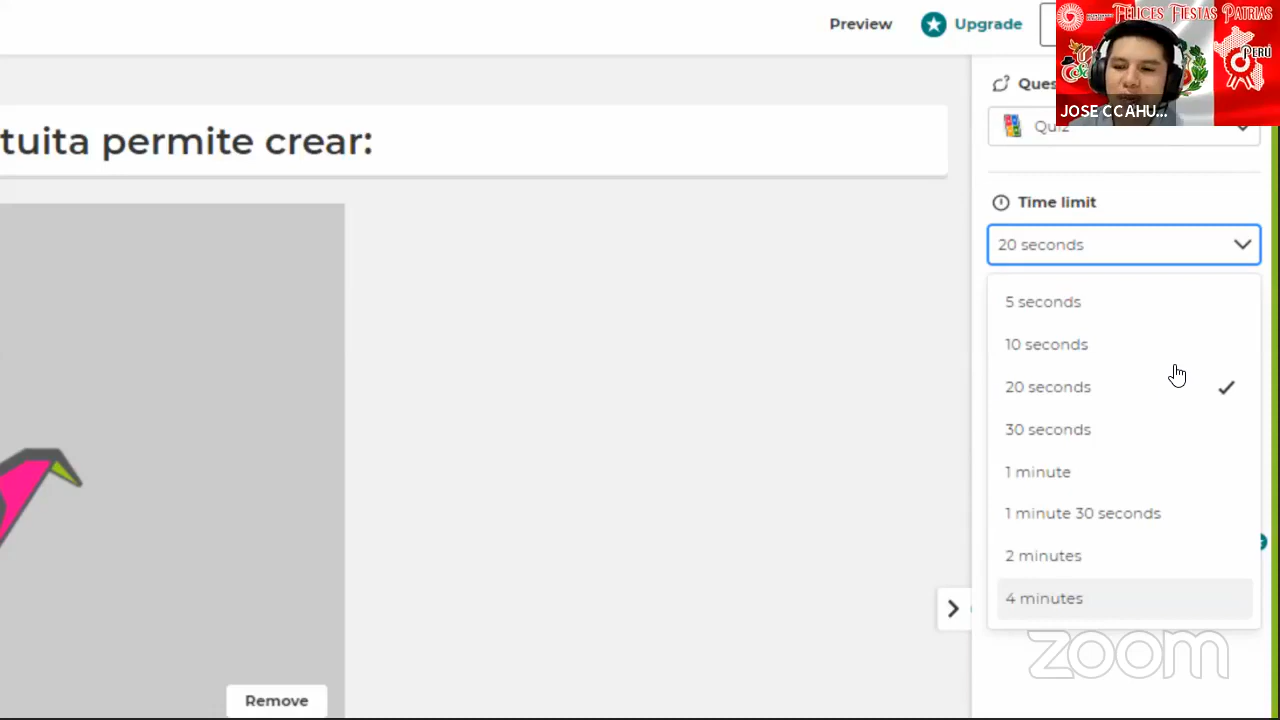 Preview
Upgrade
FELICES FIESTAS PATRIAS
PERÚ
JOSE CCAHU...
Ques
Quiz
tuita permite crear:
Time limit
20 seconds
5 seconds
10 seconds
20 seconds
30 seconds
1 minute
1 minute 30 seconds
2 minutes
4 minutes
Remove
zoom